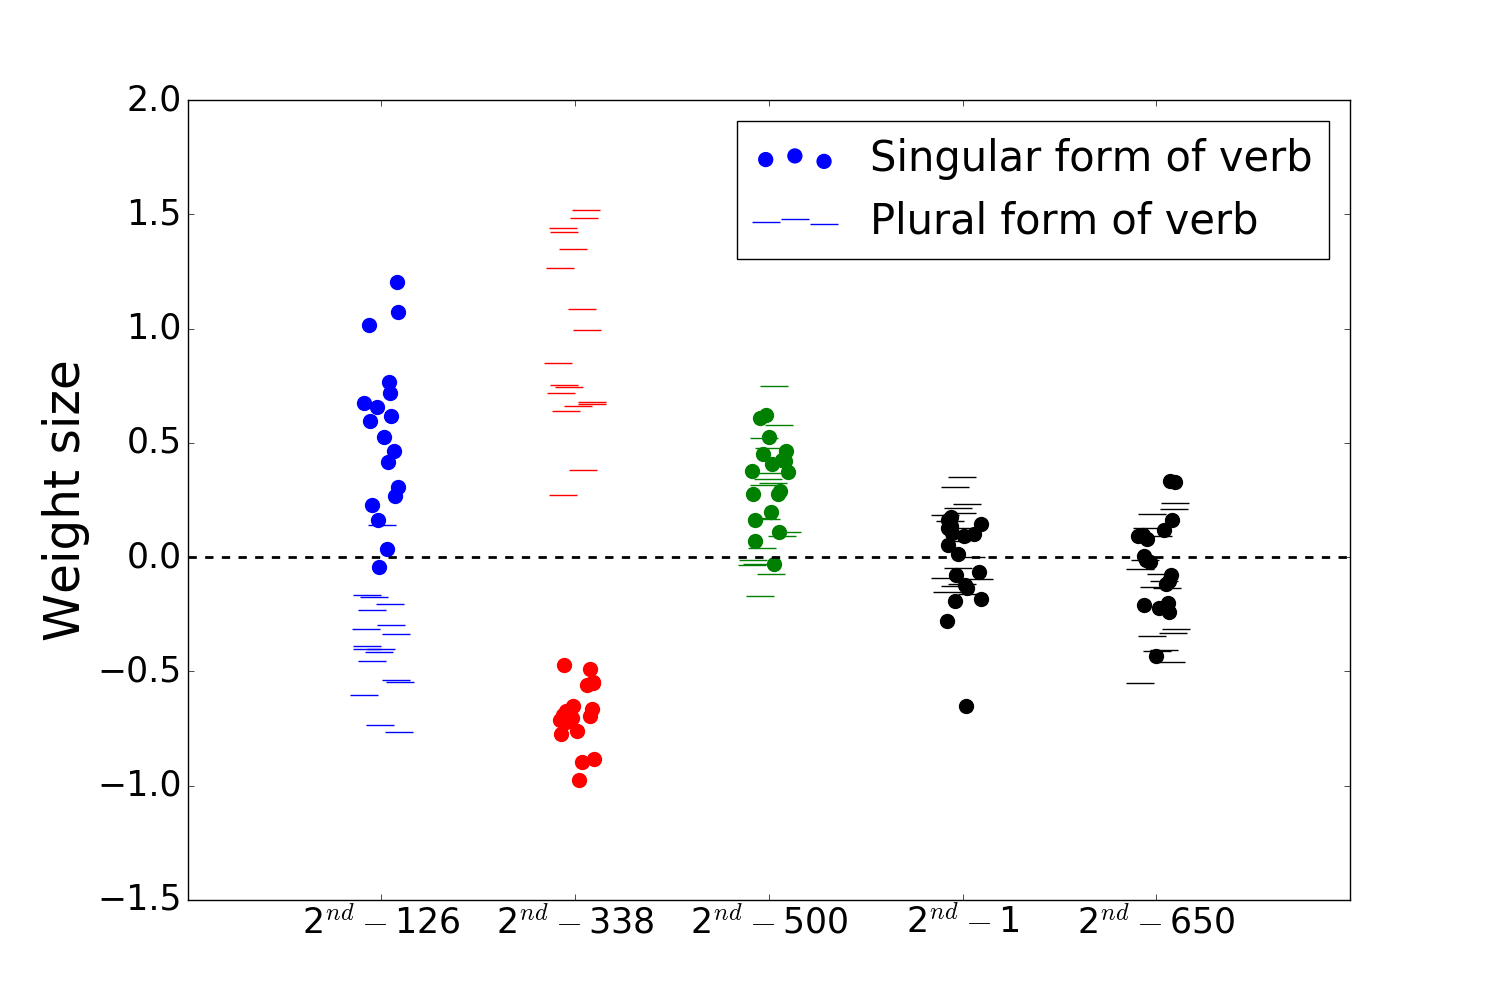 2.0
1.5
1.0
0.5
0.0
−0.5
−1.0
−1.5
Weight size
Singular form of verb
Plural form of verb
2^{nd} − 126
2^{nd} − 338
2^{nd} − 500
2^{nd} − 1
2^{nd} − 650